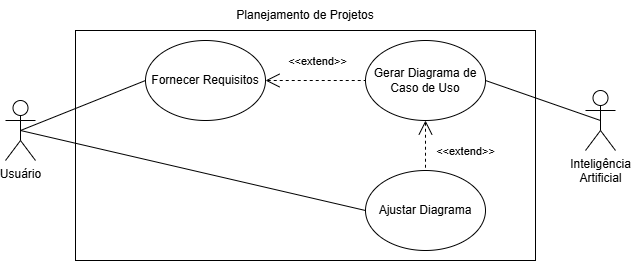 Planejamento de Projetos
Fornecer Requisitos
<<extend>>
Gerar Diagrama de
Caso de Uso
Usuário
<<extend>>
Inteligência
Artificial
Ajustar Diagrama